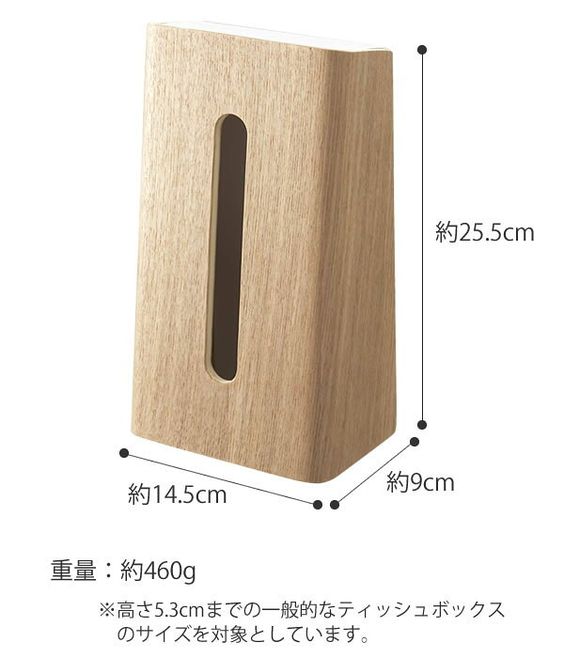 約25.5cm
約9cm
約14.5cm
重量：約460g
※高さ5.3cmまでの一般的なティッシュボックス
のサイズを対象としています。